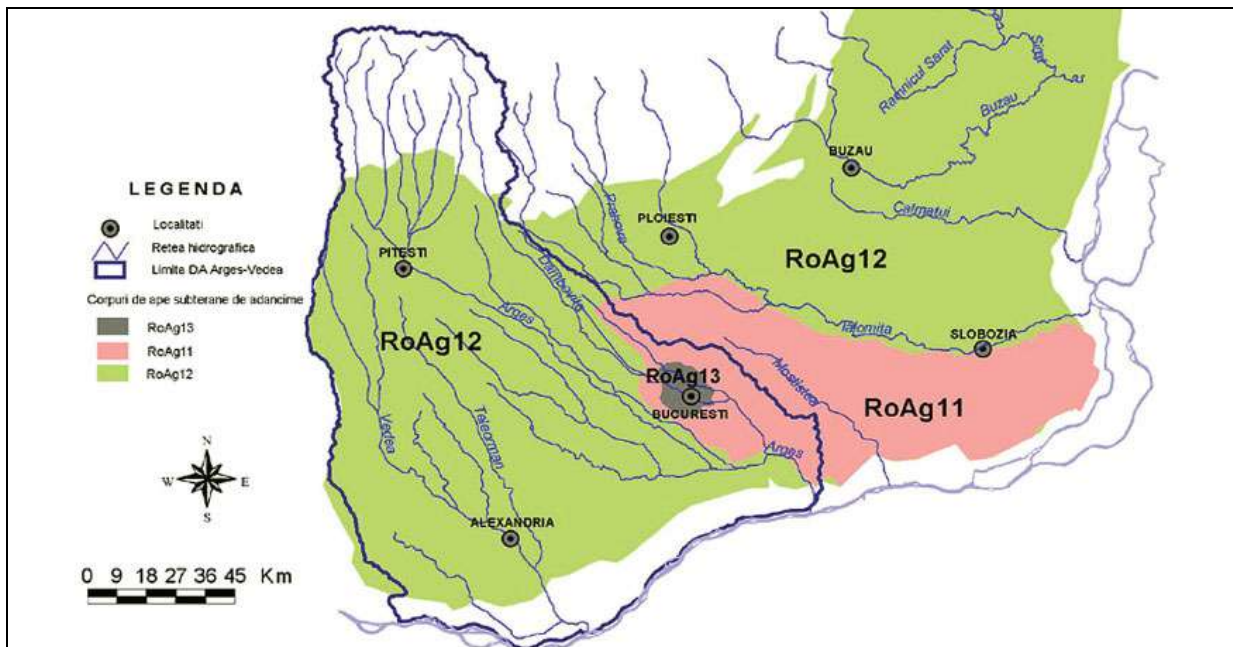 Ramnicul Sarat
Siret
Buzau
BUZAU
Calmatui
LEGENDA
Localitati
Retea hidrografica
Limita DA Arges-Vedea
Corpuri de ape subterane de adancime
RoAg13
RoAg11
RoAg12
PLOIESTI
Prahova
PITESTI
Dambovita
RoAg12
Arges
RoAg12
Ialomita
SLOBOZIA
RoAg13
BUCURESTI
Mostistea
RoAg11
Vedea
Teleorman
Arges
ALEXANDRIA
N
W
E
S
0 9 18 27 36 45 Km